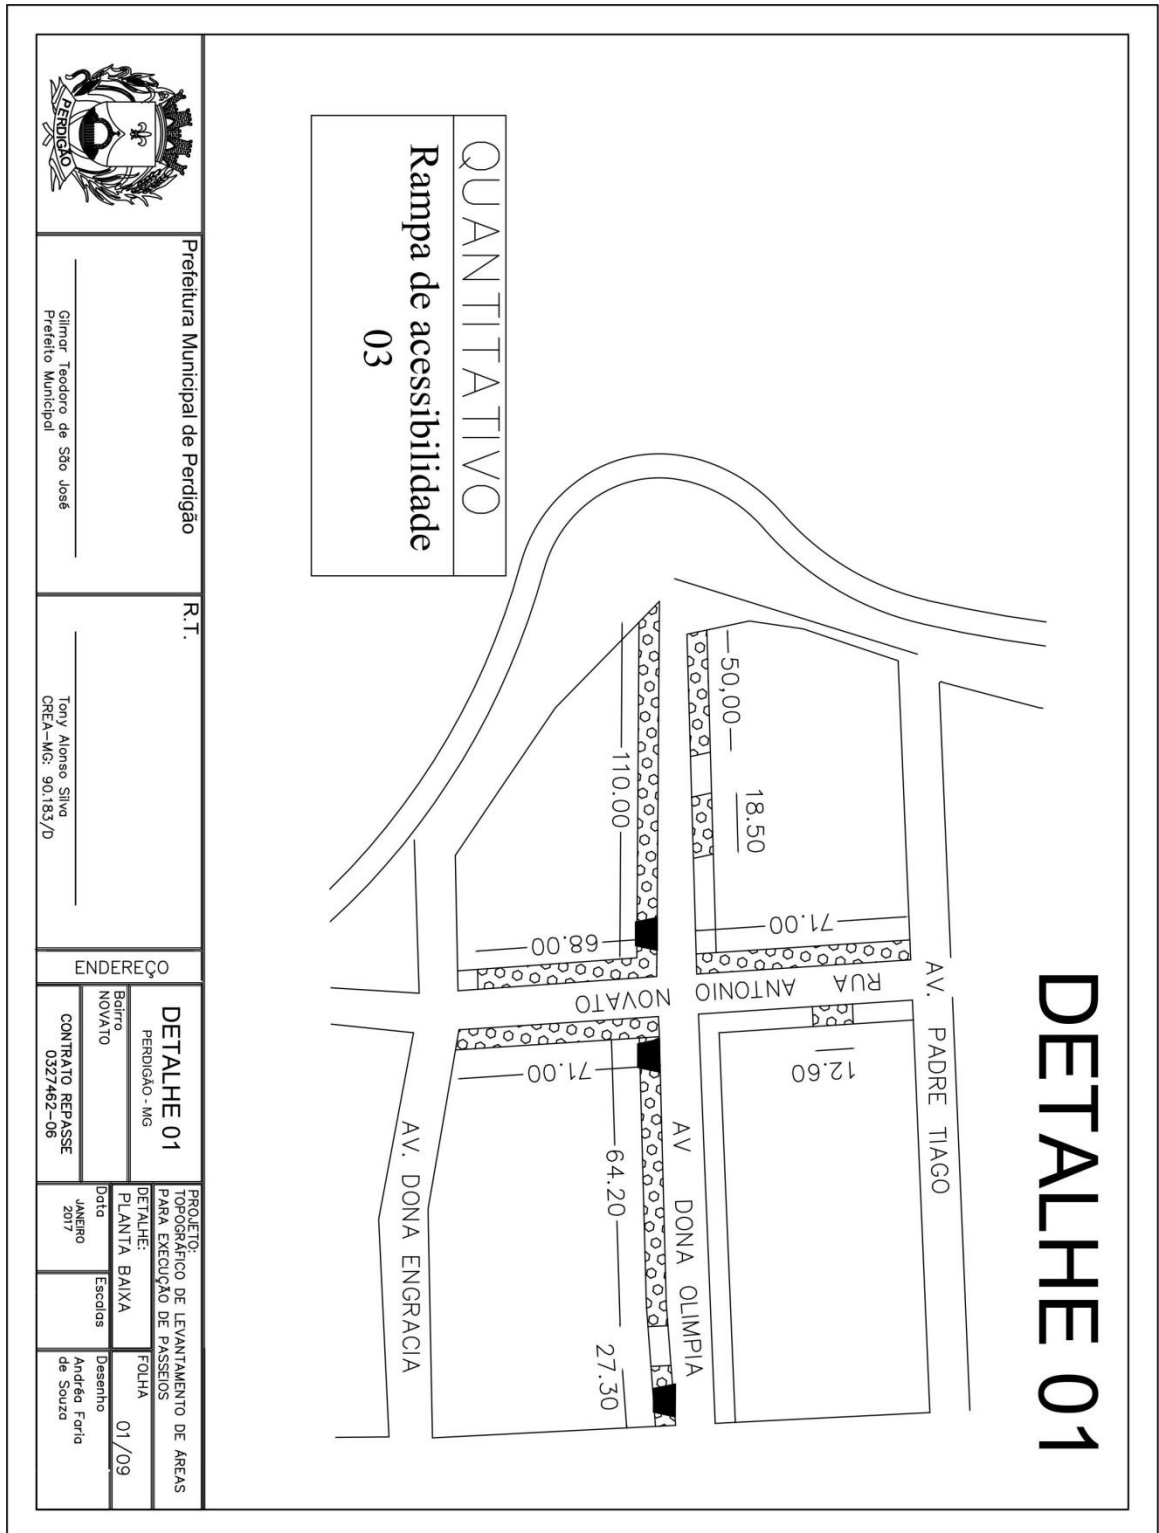 DETALHE 01
QUANTITATIVO
Rampa de acessibilidade
03
50,00
18.50
110.00
71.00
68.00
RUA ANTONIO NOVATO
AV. PADRE TIAGO
12.60
71.00
64.20
27.30
AV DONA OLIMPIA
AV. DONA ENGRACIA
PERDIGÃO
Prefeitura Municipal de Perdigão
Gilmar Teodoro de São José
Prefeito Municipal
R.T.
Tony Alonso Silva
CREA-MG: 90.183/D
ENDEREÇO
DETALHE 01
PERDIGÃO - MG
Bairro
NOVATO
CONTRATO REPASSE
0327462-06
PROJETO:
TOPOGRÁFICO DE LEVANTAMENTO DE ÁREAS
PARA EXECUÇÃO DE PASSEIOS
DETALHE:
PLANTA BAIXA
FOLHA
01/09
Data
JANEIRO
2017
Escalas
Desenho
Andréa Faria
de Souza